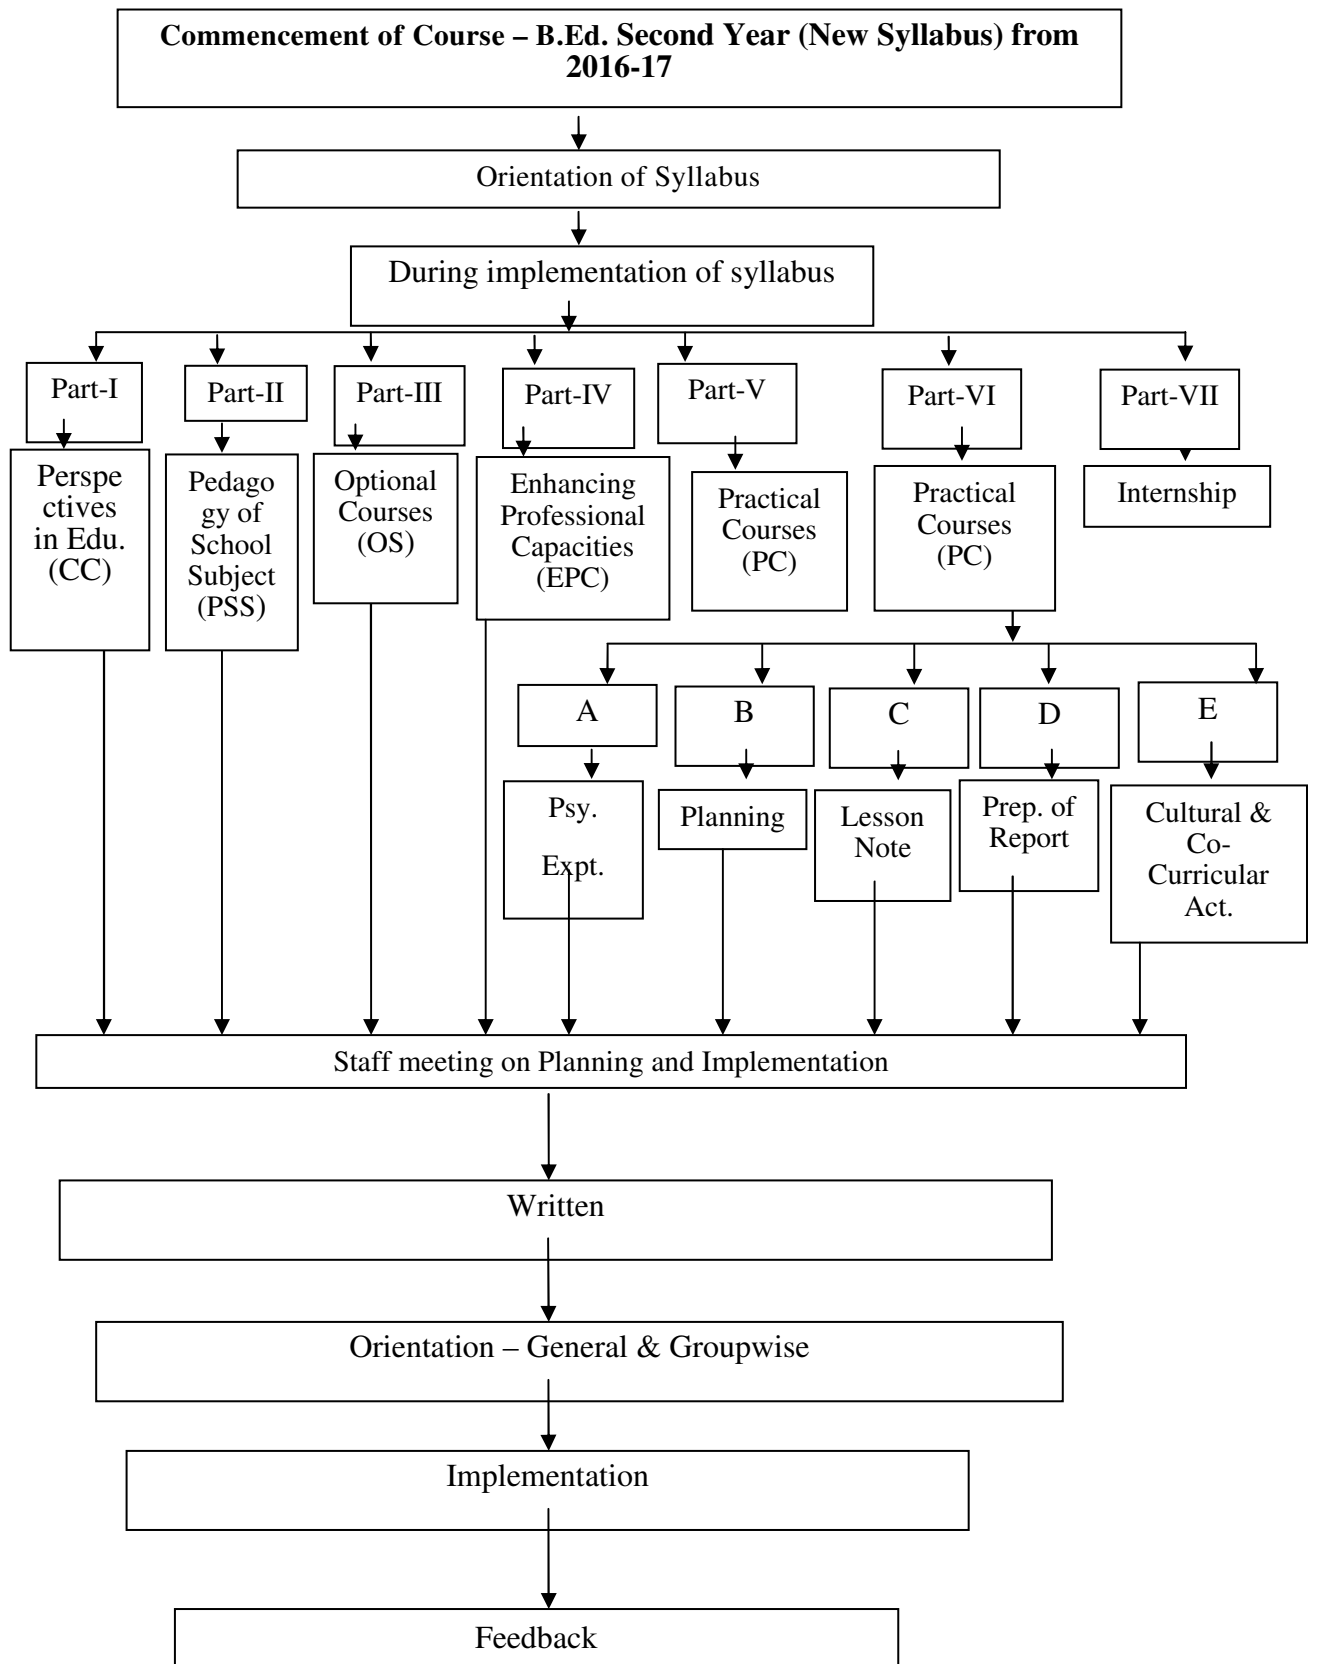 Commencement of Course – B.Ed. Second Year (New Syllabus) from
2016-17
Orientation of Syllabus
During implementation of syllabus
Part-I
Part-II
Part-III
Part-IV
Part-V
Part-VI
Part-VII
Perspe
ctives
in Edu.
(CC)
Pedago
gy of
School
Subject
(PSS)
Optional
Courses
(OS)
Enhancing
Professional
Capacities
(EPC)
Practical
Courses
(PC)
Practical
Courses
(PC)
Internship
A
B
C
D
E
Psy.
Expt.
Planning
Lesson
Note
Prep. of
Report
Cultural &
Co-
Curricular
Act.
Staff meeting on Planning and Implementation
Written
Orientation – General & Groupwise
Implementation
Feedback